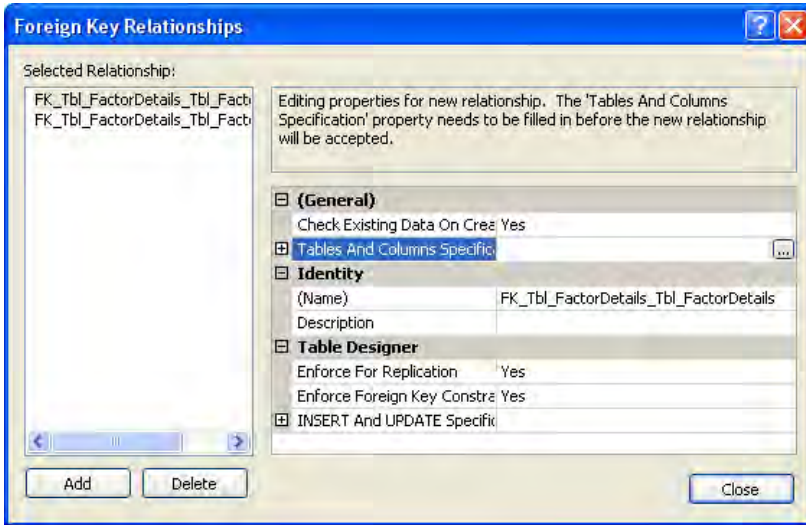 Foreign Key Relationships
Selected Relationship:
FK_Tbl_FactorDetails_Tbl_Facto
FK_Tbl_FactorDetails_Tbl_Facto
Editing properties for new relationship. The 'Tables And Columns
Specification' property needs to be filled in before the new relationship
will be accepted.
(General)
Check Existing Data On Crea Yes
Tables And Columns Specific ...
Identity
(Name) FK_Tbl_FactorDetails_Tbl_FactorDetails
Description
Table Designer
Enforce For Replication Yes
Enforce Foreign Key Constra Yes
INSERT And UPDATE Specific
Add Delete
Close